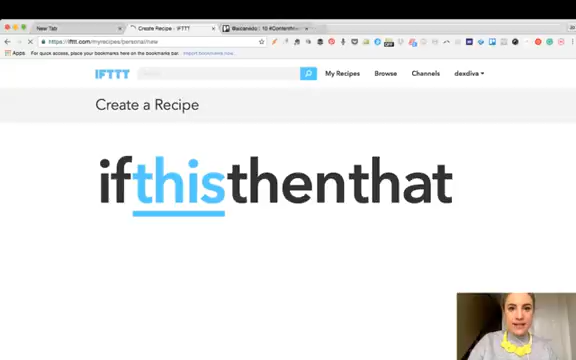 New Tab
Create Recipe - IFTTT
https://ifttt.com/myrecipes/personal/new
Apps
For quick access, place your bookmarks here on the bookmarks bar.
Import bookmarks now...
IFTTT
My Recipes
Browse
Channels
dexdiva
Create a Recipe
ifthisthenthat